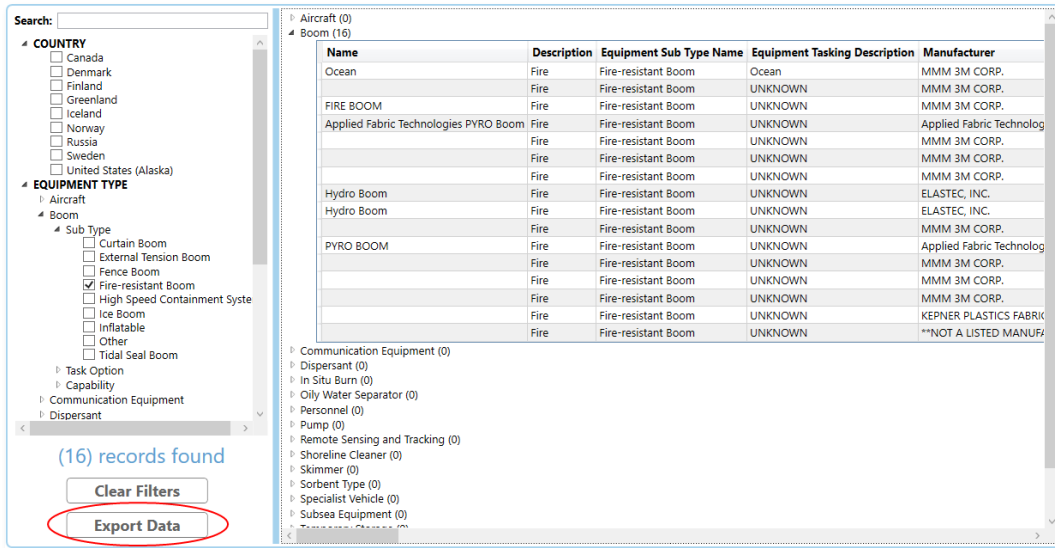 Search:
COUNTRY
Canada
Denmark
Finland
Greenland
Iceland
Norway
Russia
Sweden
United States (Alaska)
EQUIPMENT TYPE
Aircraft
Boom
Sub Type
Curtain Boom
External Tension Boom
Fence Boom
Fire-resistant Boom
High Speed Containment Syste
Ice Boom
Inflatable
Other
Tidal Seal Boom
Task Option
Capability
Communication Equipment
Dispersant
(16) records found
Clear Filters
Export Data
Aircraft (0)
Boom (16)
Name Description Equipment Sub Type Name Equipment Tasking Description Manufacturer
Ocean Fire Fire-resistant Boom Ocean MMM 3M CORP.
Fire Fire-resistant Boom UNKNOWN MMM 3M CORP.
FIRE BOOM Fire Fire-resistant Boom UNKNOWN MMM 3M CORP.
Applied Fabric Technologies PYRO Boom Fire Fire-resistant Boom UNKNOWN Applied Fabric Technolog
Fire Fire-resistant Boom UNKNOWN MMM 3M CORP.
Fire Fire-resistant Boom UNKNOWN MMM 3M CORP.
Fire Fire-resistant Boom UNKNOWN MMM 3M CORP.
Hydro Boom Fire Fire-resistant Boom UNKNOWN ELASTEC, INC.
Hydro Boom Fire Fire-resistant Boom UNKNOWN ELASTEC, INC.
Fire Fire-resistant Boom UNKNOWN MMM 3M CORP.
PYRO BOOM Fire Fire-resistant Boom UNKNOWN Applied Fabric Technolog
Fire Fire-resistant Boom UNKNOWN MMM 3M CORP.
Fire Fire-resistant Boom UNKNOWN MMM 3M CORP.
Fire Fire-resistant Boom UNKNOWN MMM 3M CORP.
Fire Fire-resistant Boom UNKNOWN KEPNER PLASTICS FABRIC
Fire Fire-resistant Boom UNKNOWN **NOT A LISTED MANUFA
Communication Equipment (0)
Dispersant (0)
In Situ Burn (0)
Oily Water Separator (0)
Personnel (0)
Pump (0)
Remote Sensing and Tracking (0)
Shoreline Cleaner (0)
Skimmer (0)
Sorbent Type (0)
Specialist Vehicle (0)
Subsea Equipment (0)
Temporary Storage (0)